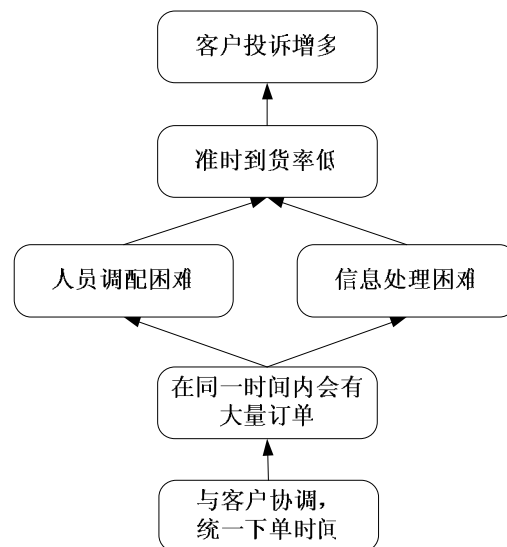 客户投诉增多
准时到货率低
人员调配困难
信息处理困难
在同一时间内会有
大量订单
与客户协调，
统一下单时间